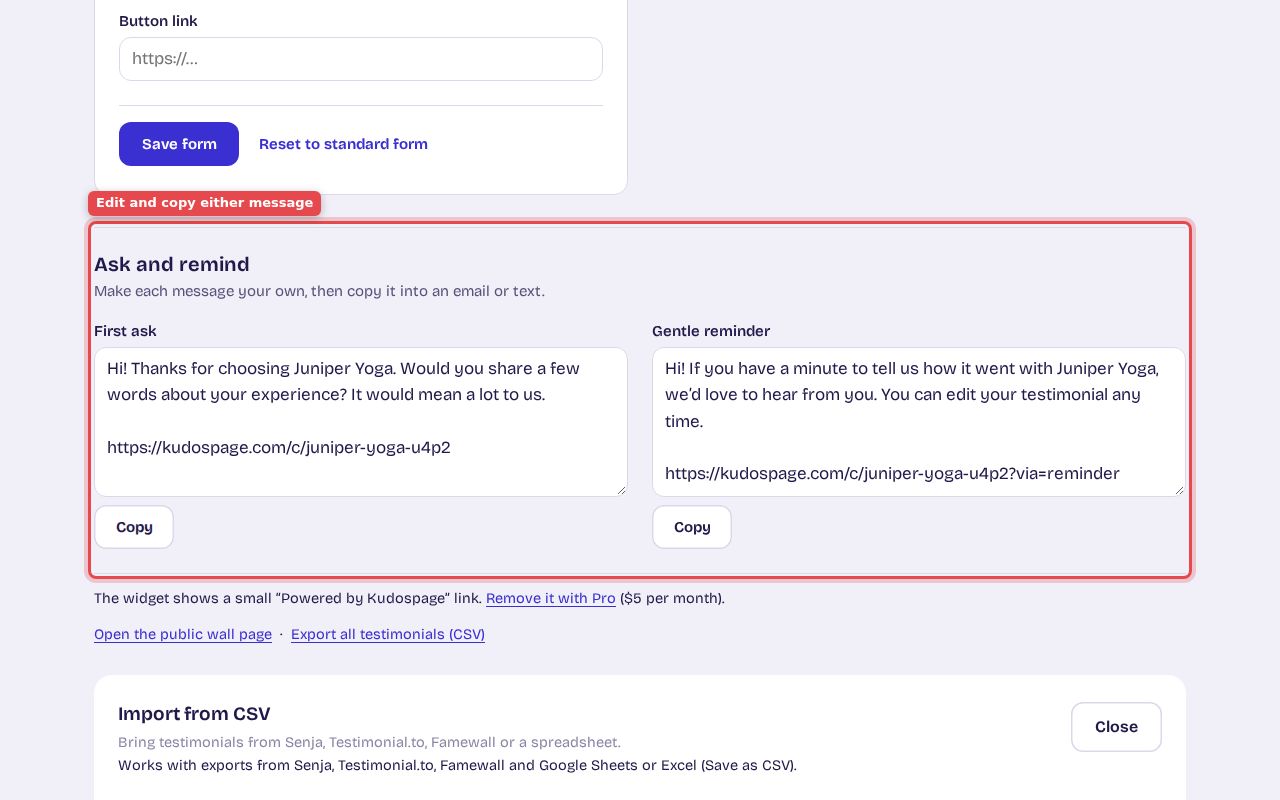 Button link
https://...
Save form
Reset to standard form
Edit and copy either message
Ask and remind
Make each message your own, then copy it into an email or text.
First ask
Hi! Thanks for choosing Juniper Yoga. Would you share a few
words about your experience? It would mean a lot to us.
https://kudospage.com/c/juniper-yoga-u4p2
Copy
Gentle reminder
Hi! If you have a minute to tell us how it went with Juniper Yoga,
we’d love to hear from you. You can edit your testimonial any
time.
https://kudospage.com/c/juniper-yoga-u4p2?via=reminder
Copy
The widget shows a small “Powered by Kudospage” link. Remove it with Pro ($5 per month).
Open the public wall page · Export all testimonials (CSV)
Import from CSV
Close
Bring testimonials from Senja, Testimonial.to, Famewall or a spreadsheet.
Works with exports from Senja, Testimonial.to, Famewall and Google Sheets or Excel (Save as CSV).